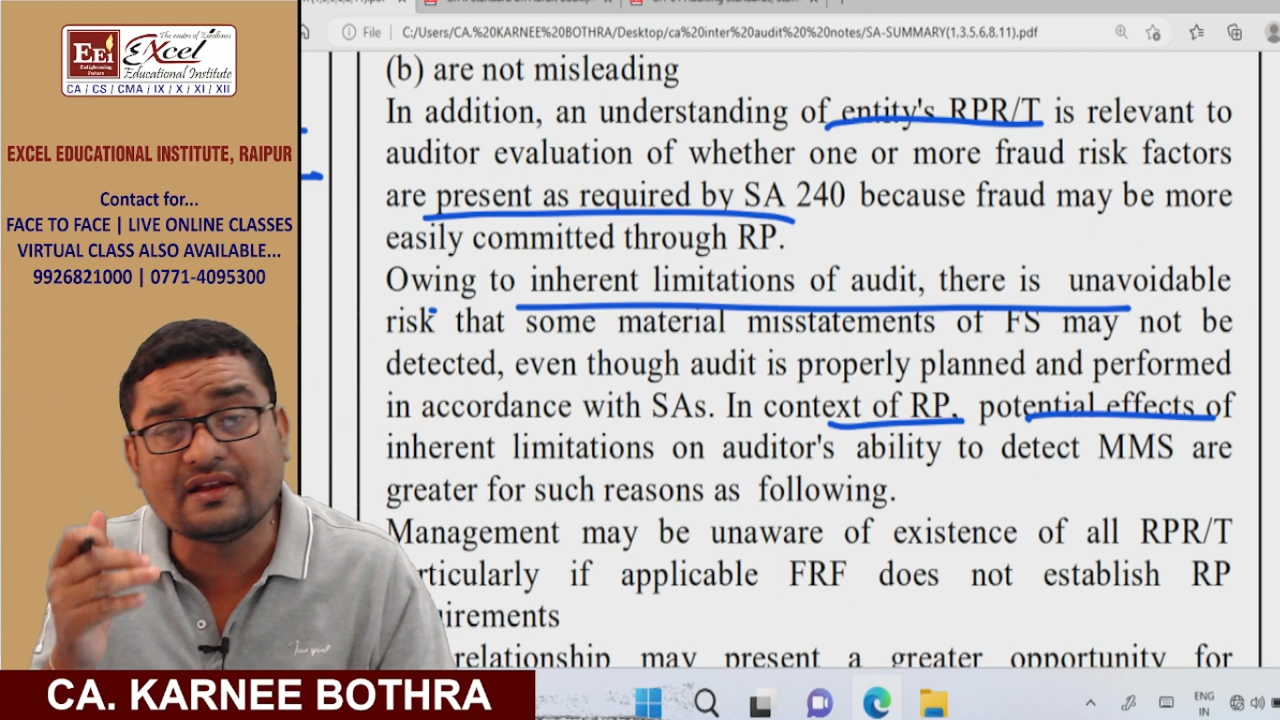 File
C:/Users/CA.%20KARNEE%20BOTHRA/Desktop/ca%20inter%20audit%20%20notes/SA-SUMMARY(1.3.5.6.8.11).pdf
The centre of Excellence
EEi
Enlightening Future
Excel
Educational Institute
CA / CS / CMA / IX / X / XI / XII
EXCEL EDUCATIONAL INSTITUTE, RAIPUR
Contact for...
FACE TO FACE | LIVE ONLINE CLASSES
VIRTUAL CLASS ALSO AVAILABLE...
9926821000 | 0771-4095300
(b) are not misleading
In addition, an understanding of entity's RPR/T is relevant to
auditor evaluation of whether one or more fraud risk factors
are present as required by SA 240 because fraud may be more
easily committed through RP.
Owing to inherent limitations of audit, there is unavoidable
risk that some material misstatements of FS may not be
detected, even though audit is properly planned and performed
in accordance with SAs. In context of RP, potential effects of
inherent limitations on auditor's ability to detect MMS are
greater for such reasons as following.
Management may be unaware of existence of all RPR/T
if applicable FRF does not establish RP
relationship may present a greater opportunity for
CA. KARNEE BOTHRA
ENG
IN